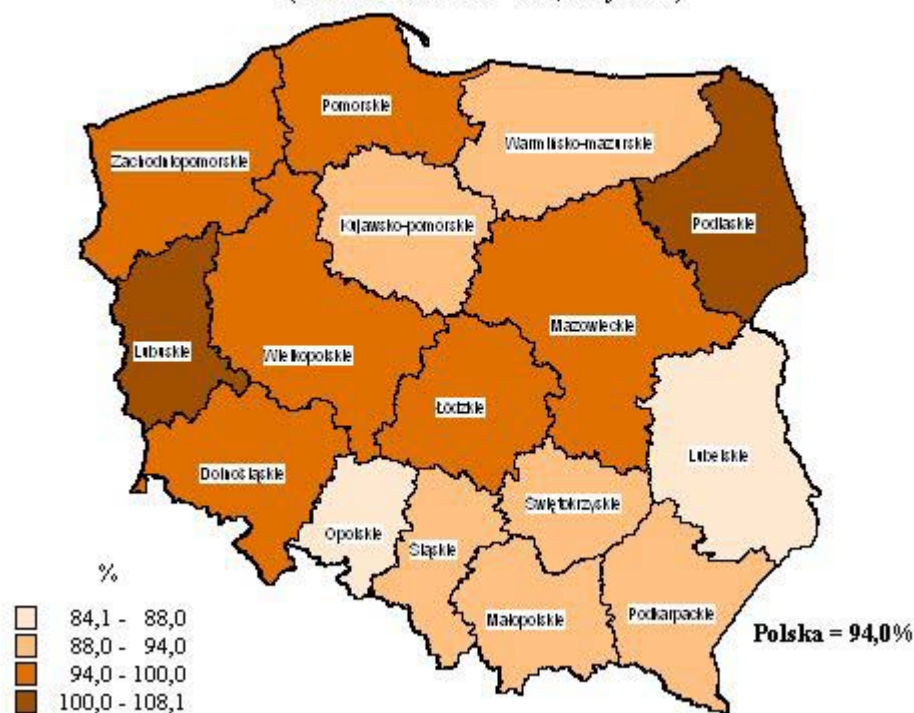 Pomorskie
Warmińsko-mazurskie
Zachodniopomorskie
Kujawsko-pomorskie
Podlaskie
Mazowieckie
Lubuskie
Wielkopolskie
Łódzkie
Lubelskie
Dolnośląskie
Świętokrzyskie
Opolskie
Śląskie
Małopolskie
Podkarpackie
%
84,1 - 88,0
88,0 - 94,0
94,0 - 100,0
100,0 - 108,1
Polska = 94,0%